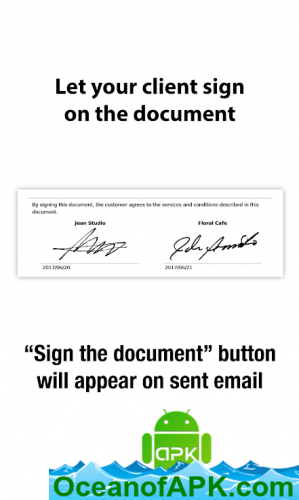 Let your client sign
on the document
By signing this document, the customer agrees to the services and conditions described in this
document.
Jean Studio Floral Cafe
2017/06/20 2017/06/21
“Sign the document” button
will appear on sent email
APK
OceanofAPK.com